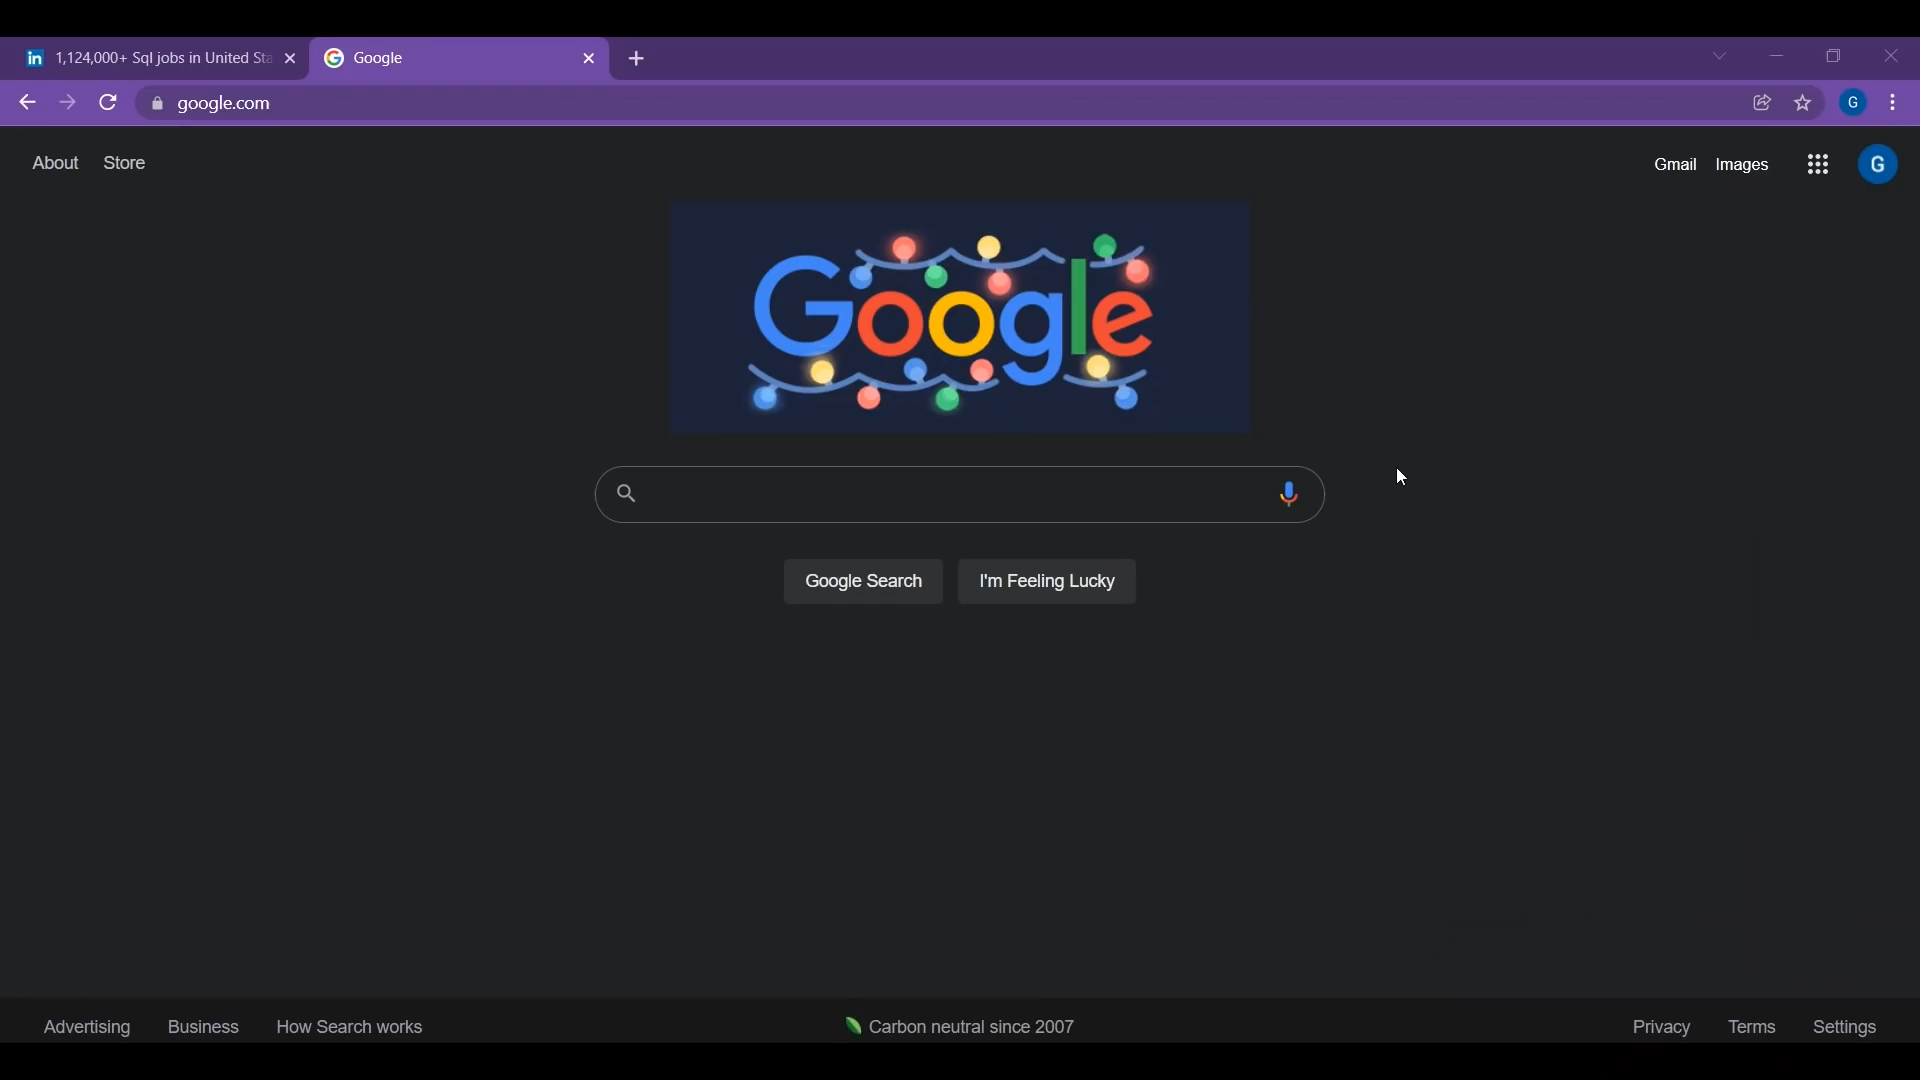 1,124,000+ Sql jobs in United Sta
Google
google.com
G
About Store
Gmail Images
G
Google
Google Search
I'm Feeling Lucky
Advertising Business How Search works
Carbon neutral since 2007
Privacy Terms Settings